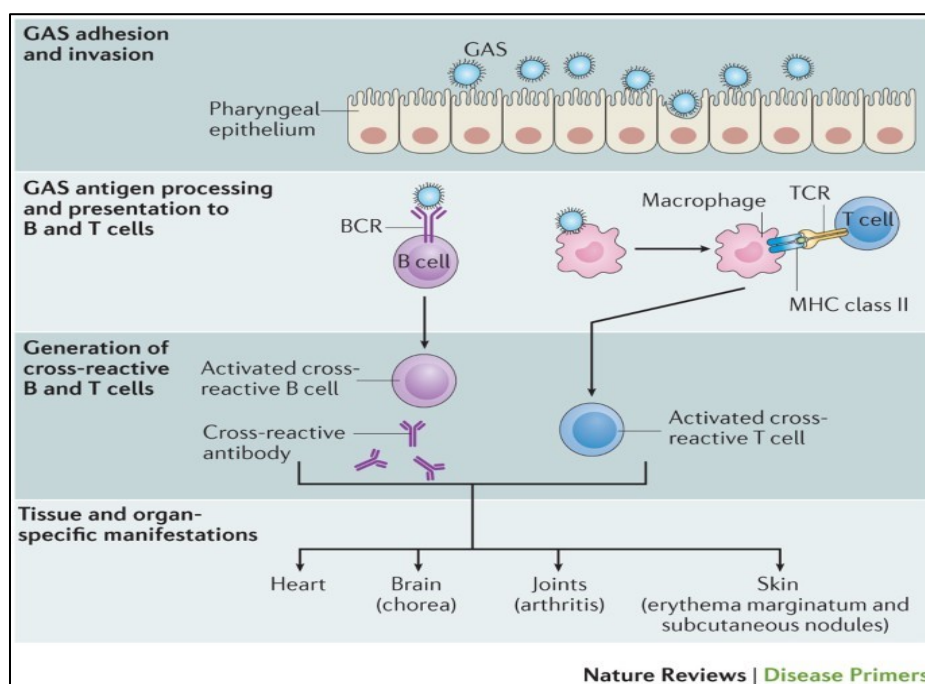 GAS adhesion
and invasion
GAS
Pharyngeal
epithelium
GAS antigen processing
and presentation to
B and T cells
BCR
B cell
Macrophage
TCR
T cell
MHC class II
Generation of
cross-reactive
B and T cells
Activated cross-
reactive B cell
Cross-reactive
antibody
Activated cross-
reactive T cell
Tissue and organ-
specific manifestations
Heart
Brain
(chorea)
Joints
(arthritis)
Skin
(erythema marginatum and
subcutaneous nodules)
Nature Reviews | Disease Primers